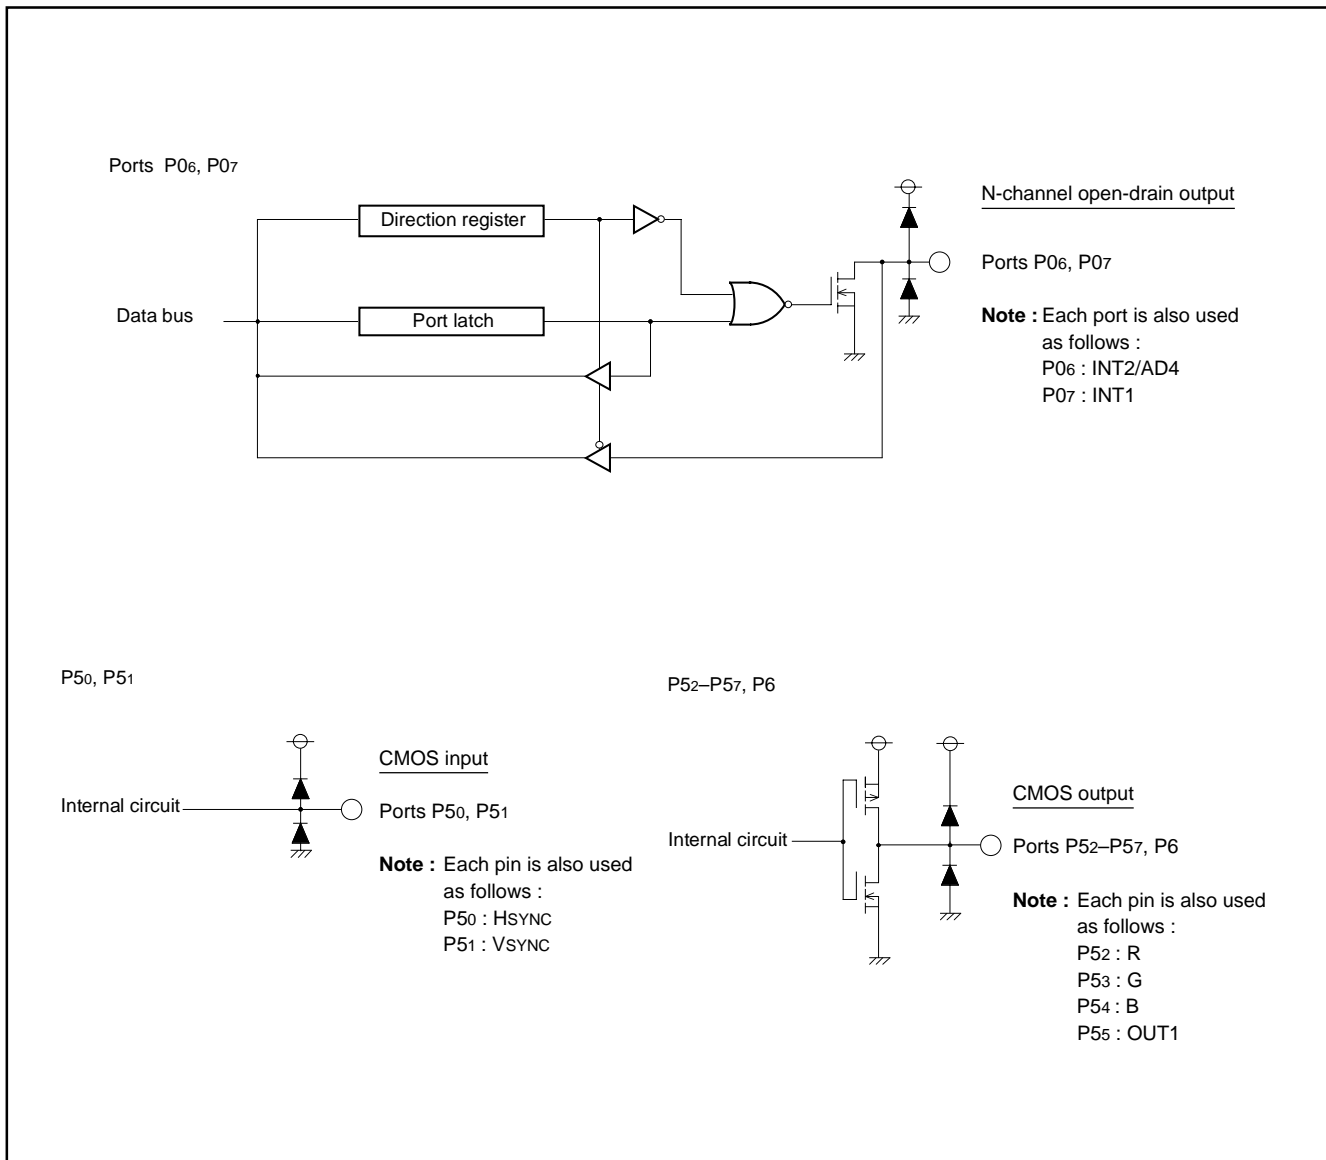 Ports P06, P07
Direction register
Data bus
Port latch
N-channel open-drain output
Ports P06, P07
Note : Each port is also used
as follows :
P06 : INT2/AD4
P07 : INT1
P50, P51
Internal circuit
CMOS input
Ports P50, P51
Note : Each pin is also used
as follows :
P50 : HSYNC
P51 : VSYNC
P52–P57, P6
Internal circuit
CMOS output
Ports P52–P57, P6
Note : Each pin is also used
as follows :
P52 : R
P53 : G
P54 : B
P55 : OUT1